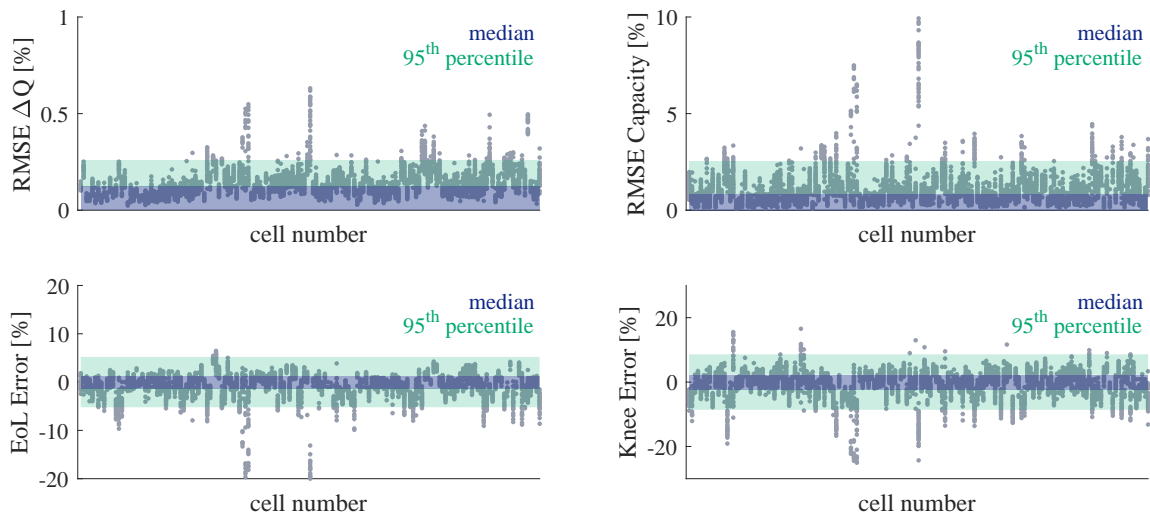 RMSE ΔQ [%]
1
0.5
0
median
95th percentile
cell number
RMSE Capacity [%]
10
5
0
median
95th percentile
cell number
EoL Error [%]
20
10
0
-10
-20
median
95th percentile
cell number
Knee Error [%]
20
0
-20
median
95th percentile
cell number